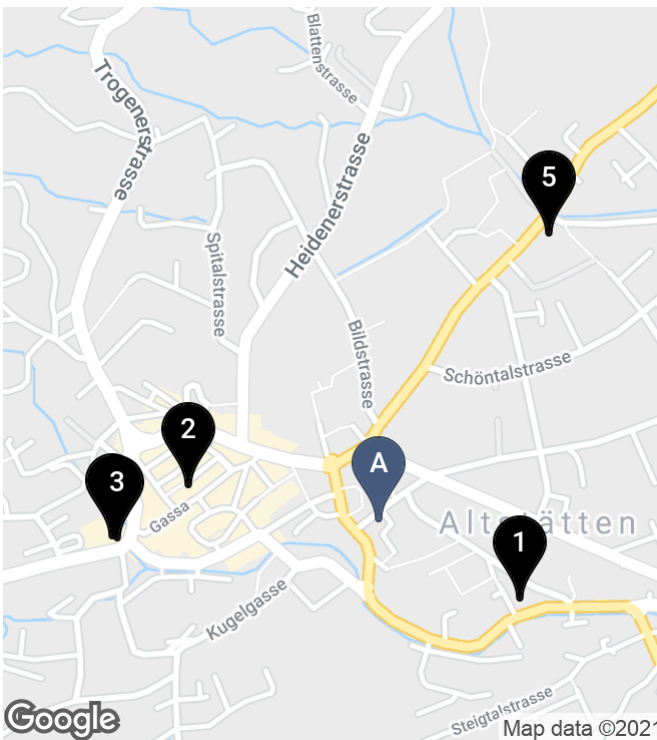 Blattenstrasse
Trogenerstrasse
Heidenerstrasse
5
Spitalstrasse
Bildstrasse
Schöntalstrasse
2
A
3
Gassa
Altstätten
1
Kugelgasse
Steigtalstrasse
Google
Map data ©2021